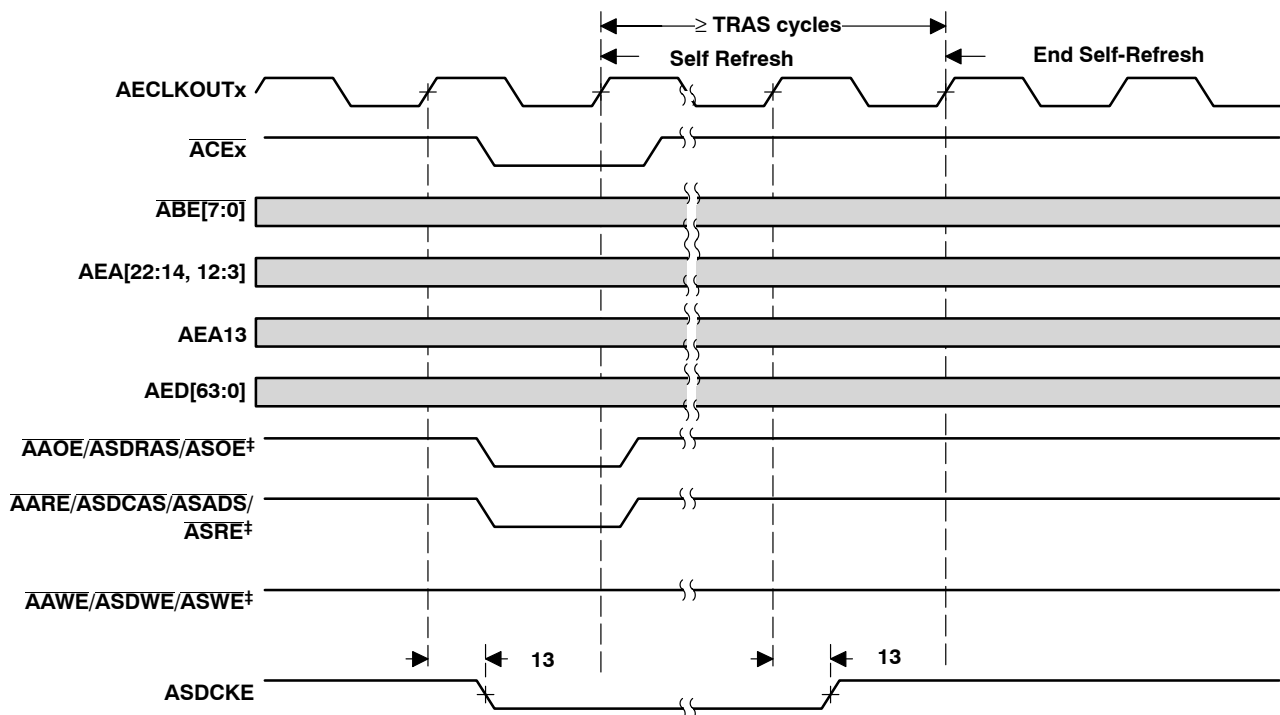 ≥ TRAS cycles
Self Refresh
End Self-Refresh
AECLKOUTx
ACEx
ABE[7:0]
AEA[22:14, 12:3]
AEA13
AED[63:0]
AAOE/ASDRAS/ASOE‡
AARE/ASDCAS/ASADS/
ASRE‡
AAWE/ASDWE/ASWE‡
13
13
ASDCKE